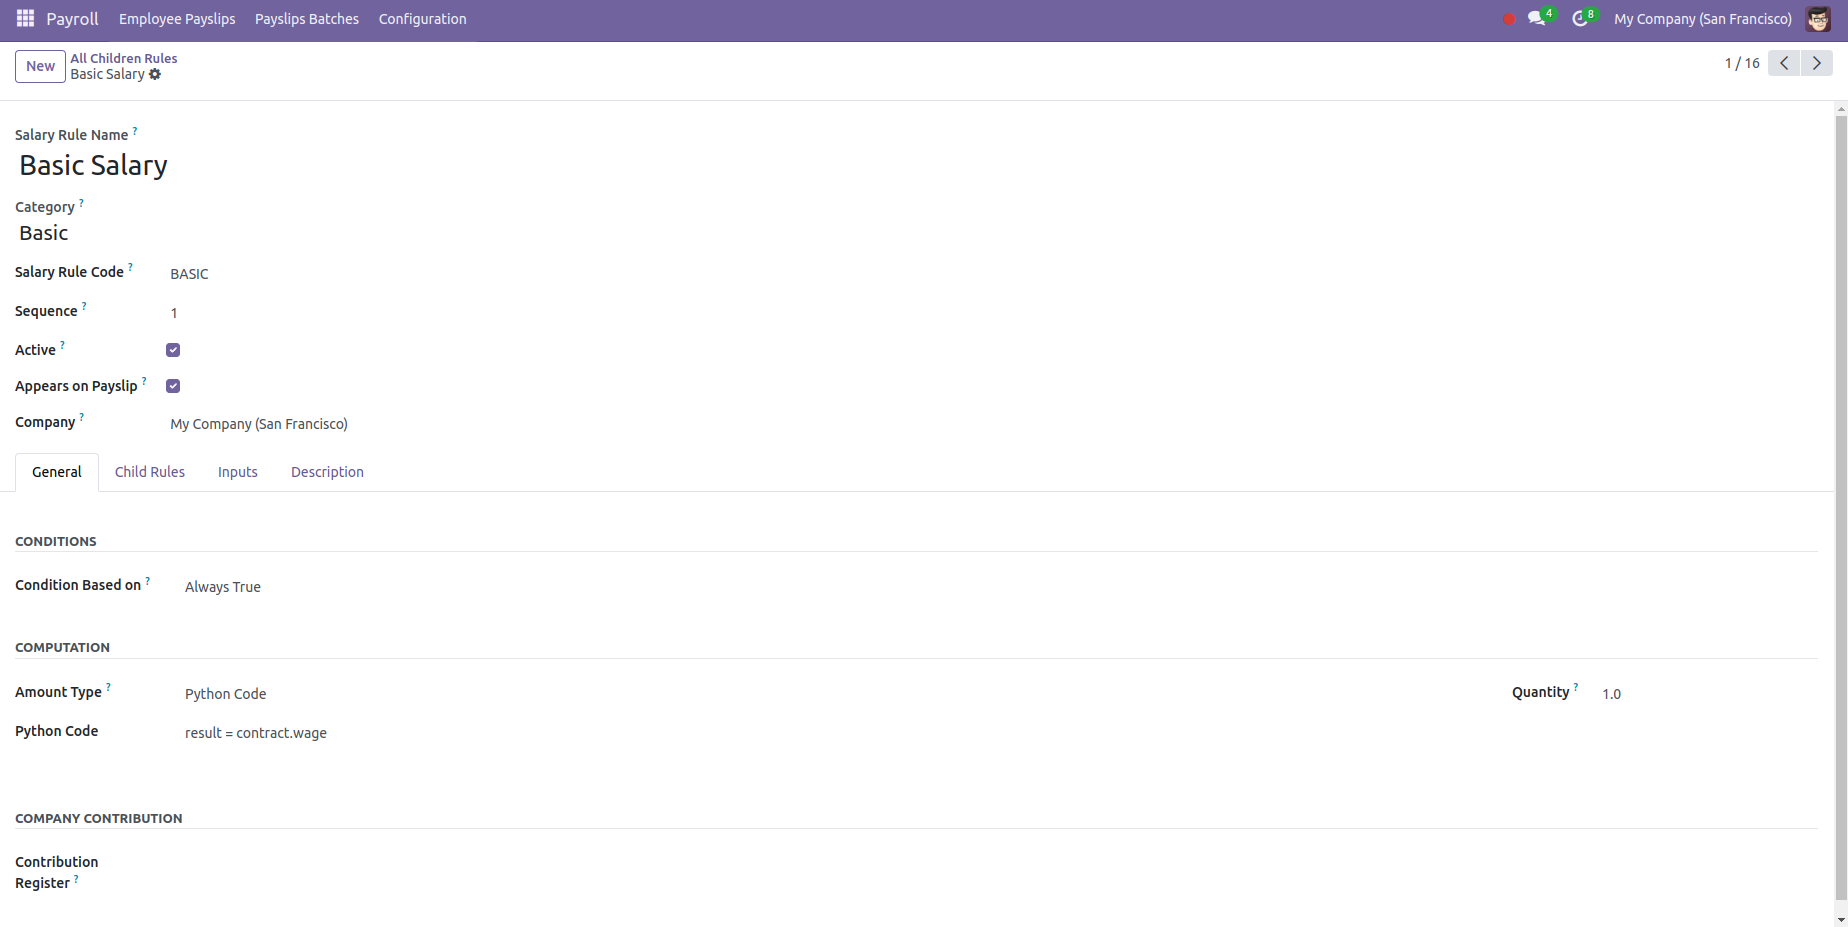 Payroll Employee Payslips Payslips Batches Configuration 4 8 My Company (San Francisco)
New All Children Rules 1 / 16
Basic Salary
Salary Rule Name ?
Basic Salary
Category ?
Basic
Salary Rule Code ? BASIC
Sequence ? 1
Active ?
Appears on Payslip ?
Company ? My Company (San Francisco)
General Child Rules Inputs Description
CONDITIONS
Condition Based on ? Always True
COMPUTATION
Amount Type ? Python Code Quantity ? 1.0
Python Code result = contract.wage
COMPANY CONTRIBUTION
Contribution
Register ?